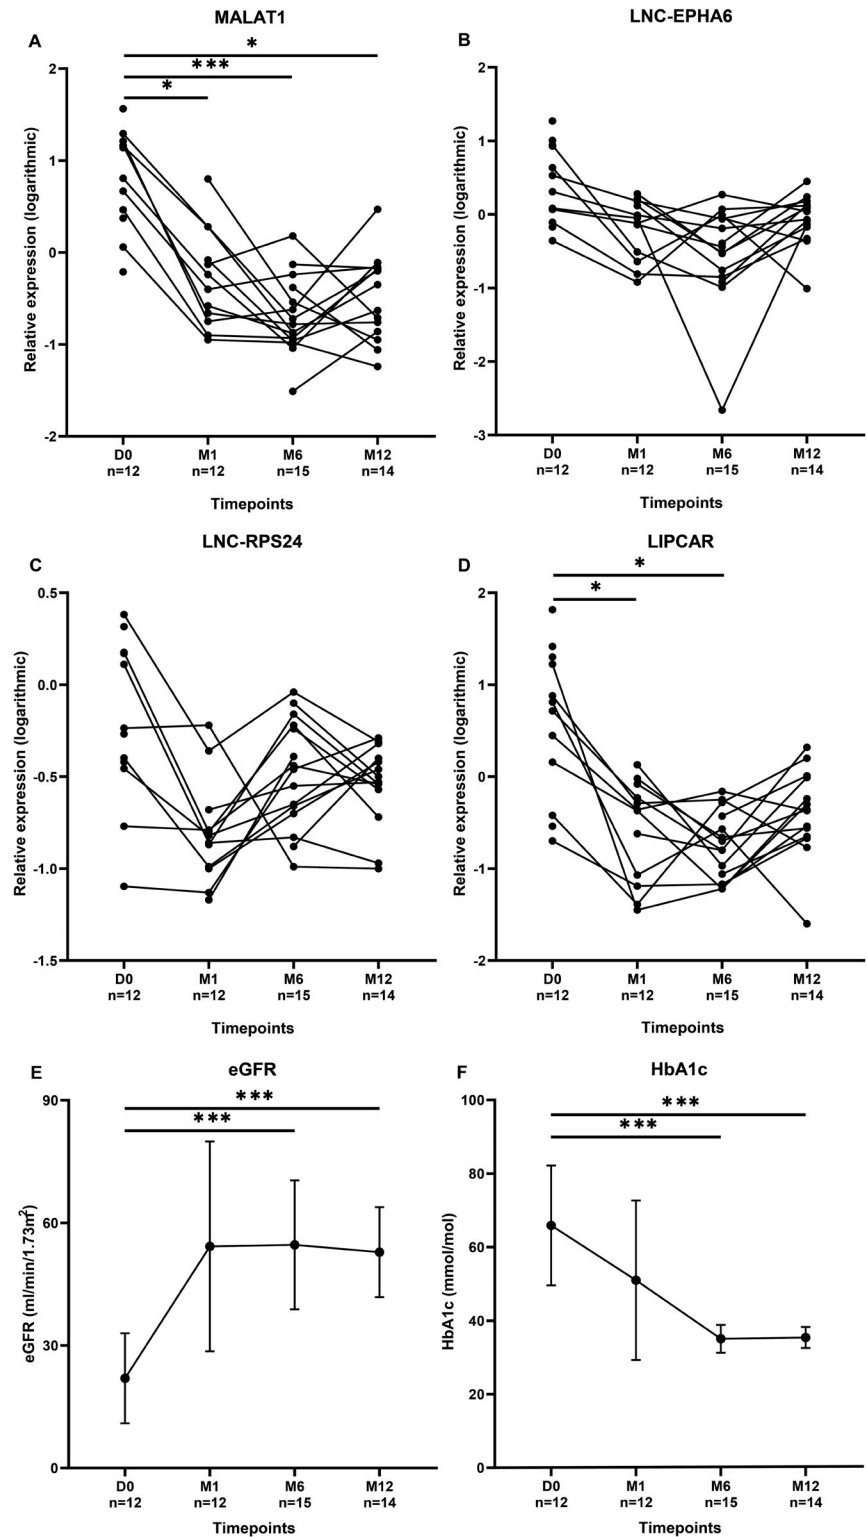 MALAT1
A
*
***
*
Relative expression (logarithmic)
2
1
0
-1
-2
D0 M1 M6 M12
n=12 n=12 n=15 n=14
Timepoints
LNC-EPHA6
B
Relative expression (logarithmic)
2
1
0
-1
-2
-3
D0 M1 M6 M12
n=12 n=12 n=15 n=14
Timepoints
LNC-RPS24
C
Relative expression (logarithmic)
0.5
0.0
-0.5
-1.0
-1.5
D0 M1 M6 M12
n=12 n=12 n=15 n=14
Timepoints
LIPCAR
D
*
*
Relative expression (logarithmic)
2
1
0
-1
-2
D0 M1 M6 M12
n=12 n=12 n=15 n=14
Timepoints
E
eGFR
***
***
eGFR (ml/min/1.73m²)
90
60
30
0
D0 M1 M6 M12
n=12 n=12 n=15 n=14
Timepoints
F
HbA1c
***
***
HbA1c (mmol/mol)
100
80
60
40
20
0
D0 M1 M6 M12
n=12 n=12 n=15 n=14
Timepoints